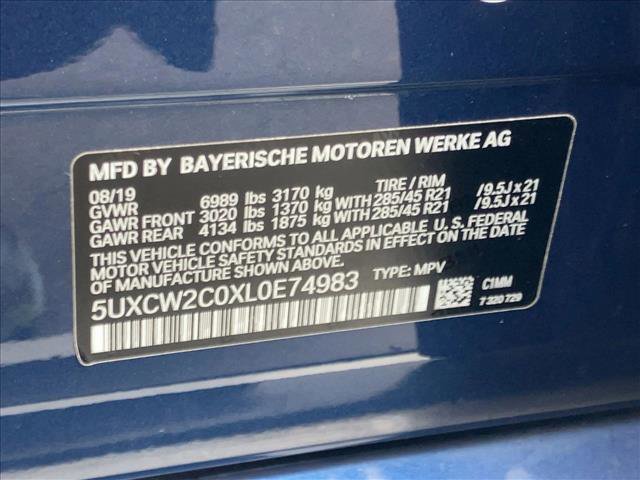 MFD BY BAYERISCHE MOTOREN WERKE AG
08/19 TIRE / RIM
GVWR 6989 lbs 3170 kg
GAWR FRONT 3020 lbs 1370 kg WITH 285/45 R21 /9.5J x 21
GAWR REAR 4134 lbs 1875 kg WITH 285/45 R21 /9.5J x 21
THIS VEHICLE CONFORMS TO ALL APPLICABLE U. S. FEDERAL
MOTOR VEHICLE SAFETY STANDARDS IN EFFECT ON THE DATE
OF MANUFACTURE SHOWN ABOVE.
5UXCW2C0XL0E74983 TYPE: MPV
C1MM
7 320 729